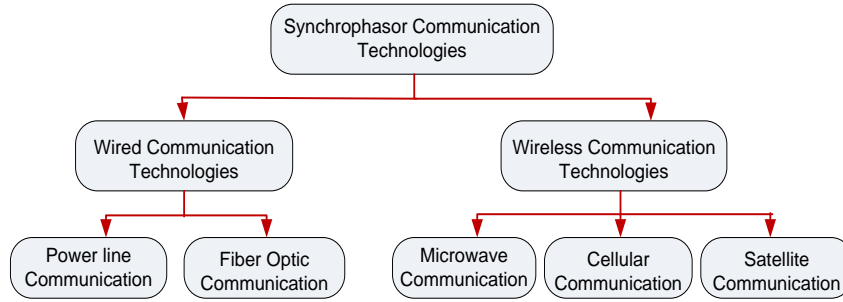 Synchrophasor Communication
Technologies
Wired Communication
Technologies
Wireless Communication
Technologies
Power line
Communication
Fiber Optic
Communication
Microwave
Communication
Cellular
Communication
Satellite
Communication